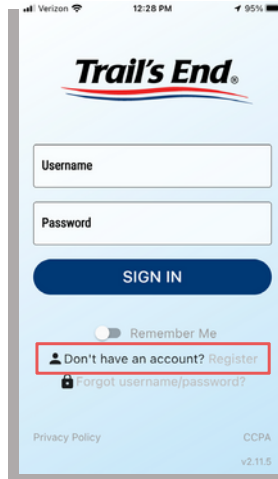 Verizon 12:28 PM 95%
Trail's End®
Username
Password
SIGN IN
Remember Me
Don't have an account? Register
Forgot username/password?
Privacy Policy CCPA
v2.11.5